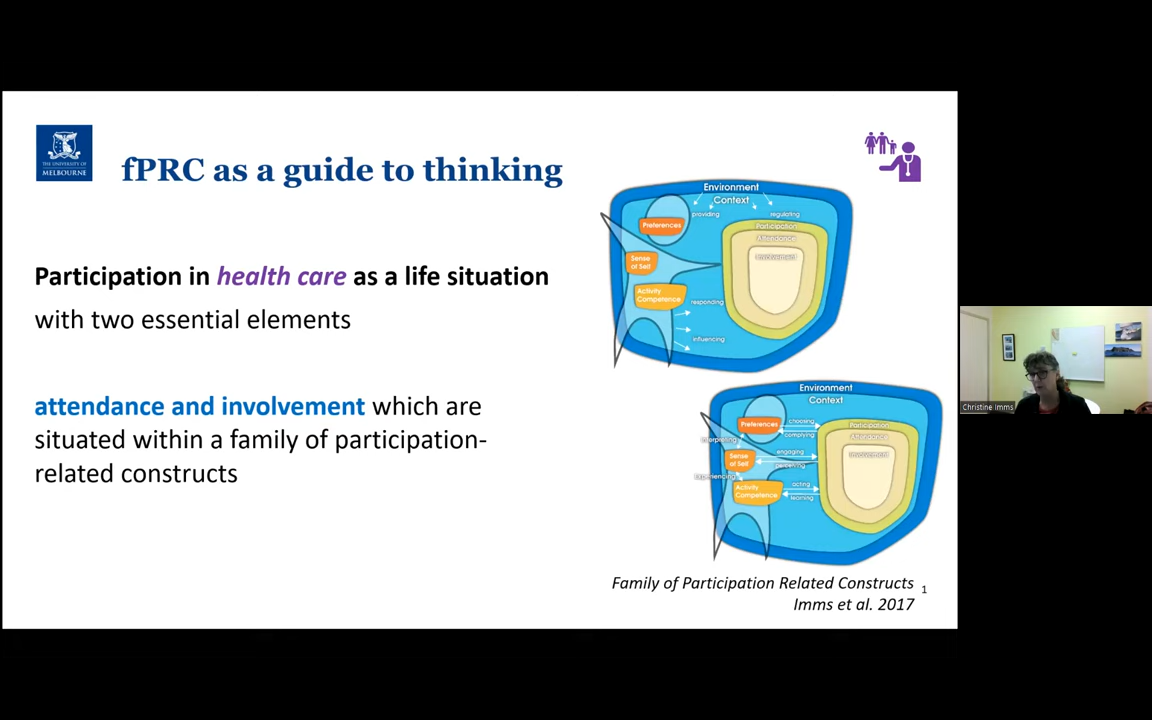 THE UNIVERSITY OF
MELBOURNE
fPRC as a guide to thinking
Participation in health care as a life situation
with two essential elements
attendance and involvement which are
situated within a family of participation-
related constructs
Environment
Context
providing
regulating
Preferences
Participation
Attendance
Involvement
Sense
of Self
Activity
Competence
responding
influencing
Environment
Context
Preferences
choosing
complying
Participation
Attendance
Involvement
interpreting
engaging
Sense
of Self
perceiving
experiencing
acting
Activity
Competence
learning
Family of Participation Related Constructs
Imms et al. 2017
1
Christine Imms